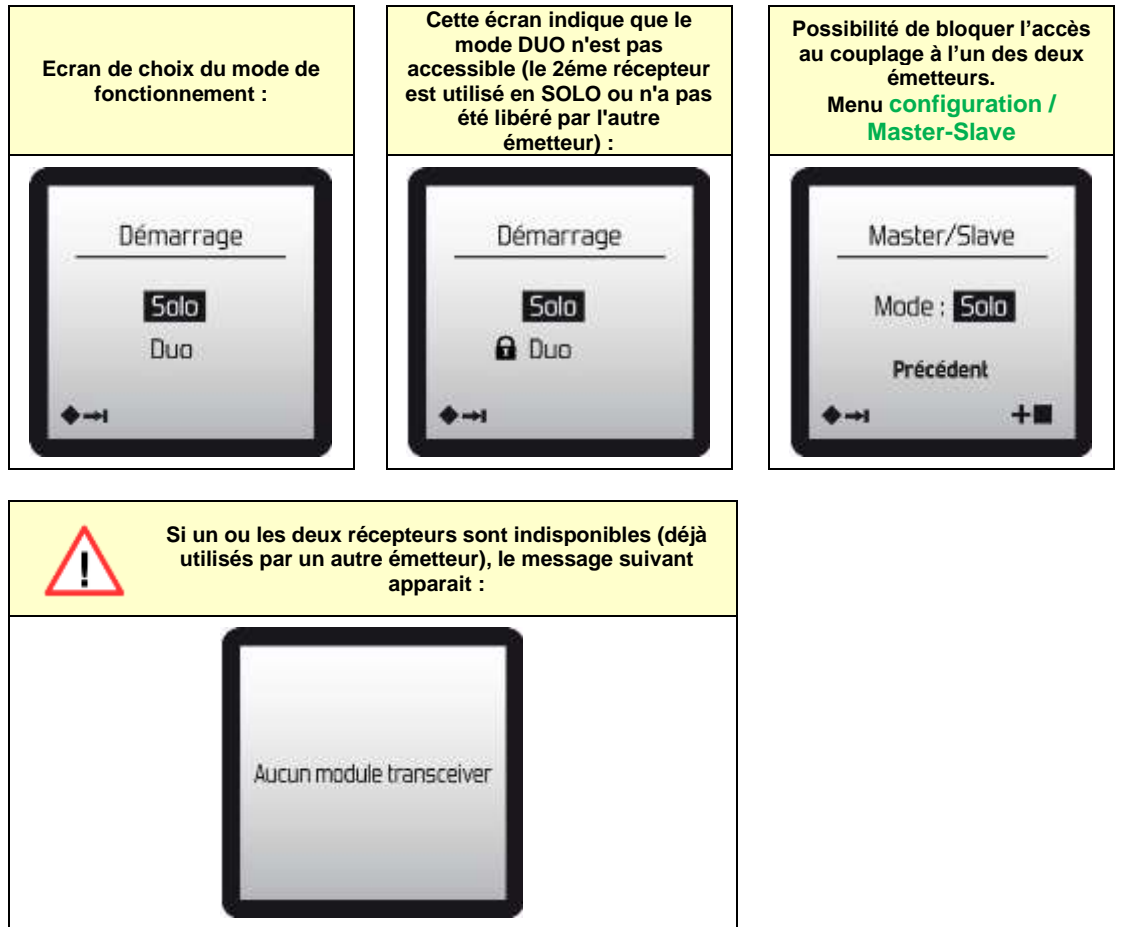 Ecran de choix du mode de
fonctionnement :
Démarrage
Solo
Duo
Cette écran indique que le
mode DUO n'est pas
accessible (le 2éme récepteur
est utilisé en SOLO ou n'a pas
été libéré par l'autre
émetteur) :
Démarrage
Solo
Duo
Possibilité de bloquer l’accès
au couplage à l’un des deux
émetteurs.
Menu configuration /
Master-Slave
Master/Slave
Mode : Solo
Précédent
Si un ou les deux récepteurs sont indisponibles (déjà
utilisés par un autre émetteur), le message suivant
apparait :
Aucun module transceiver